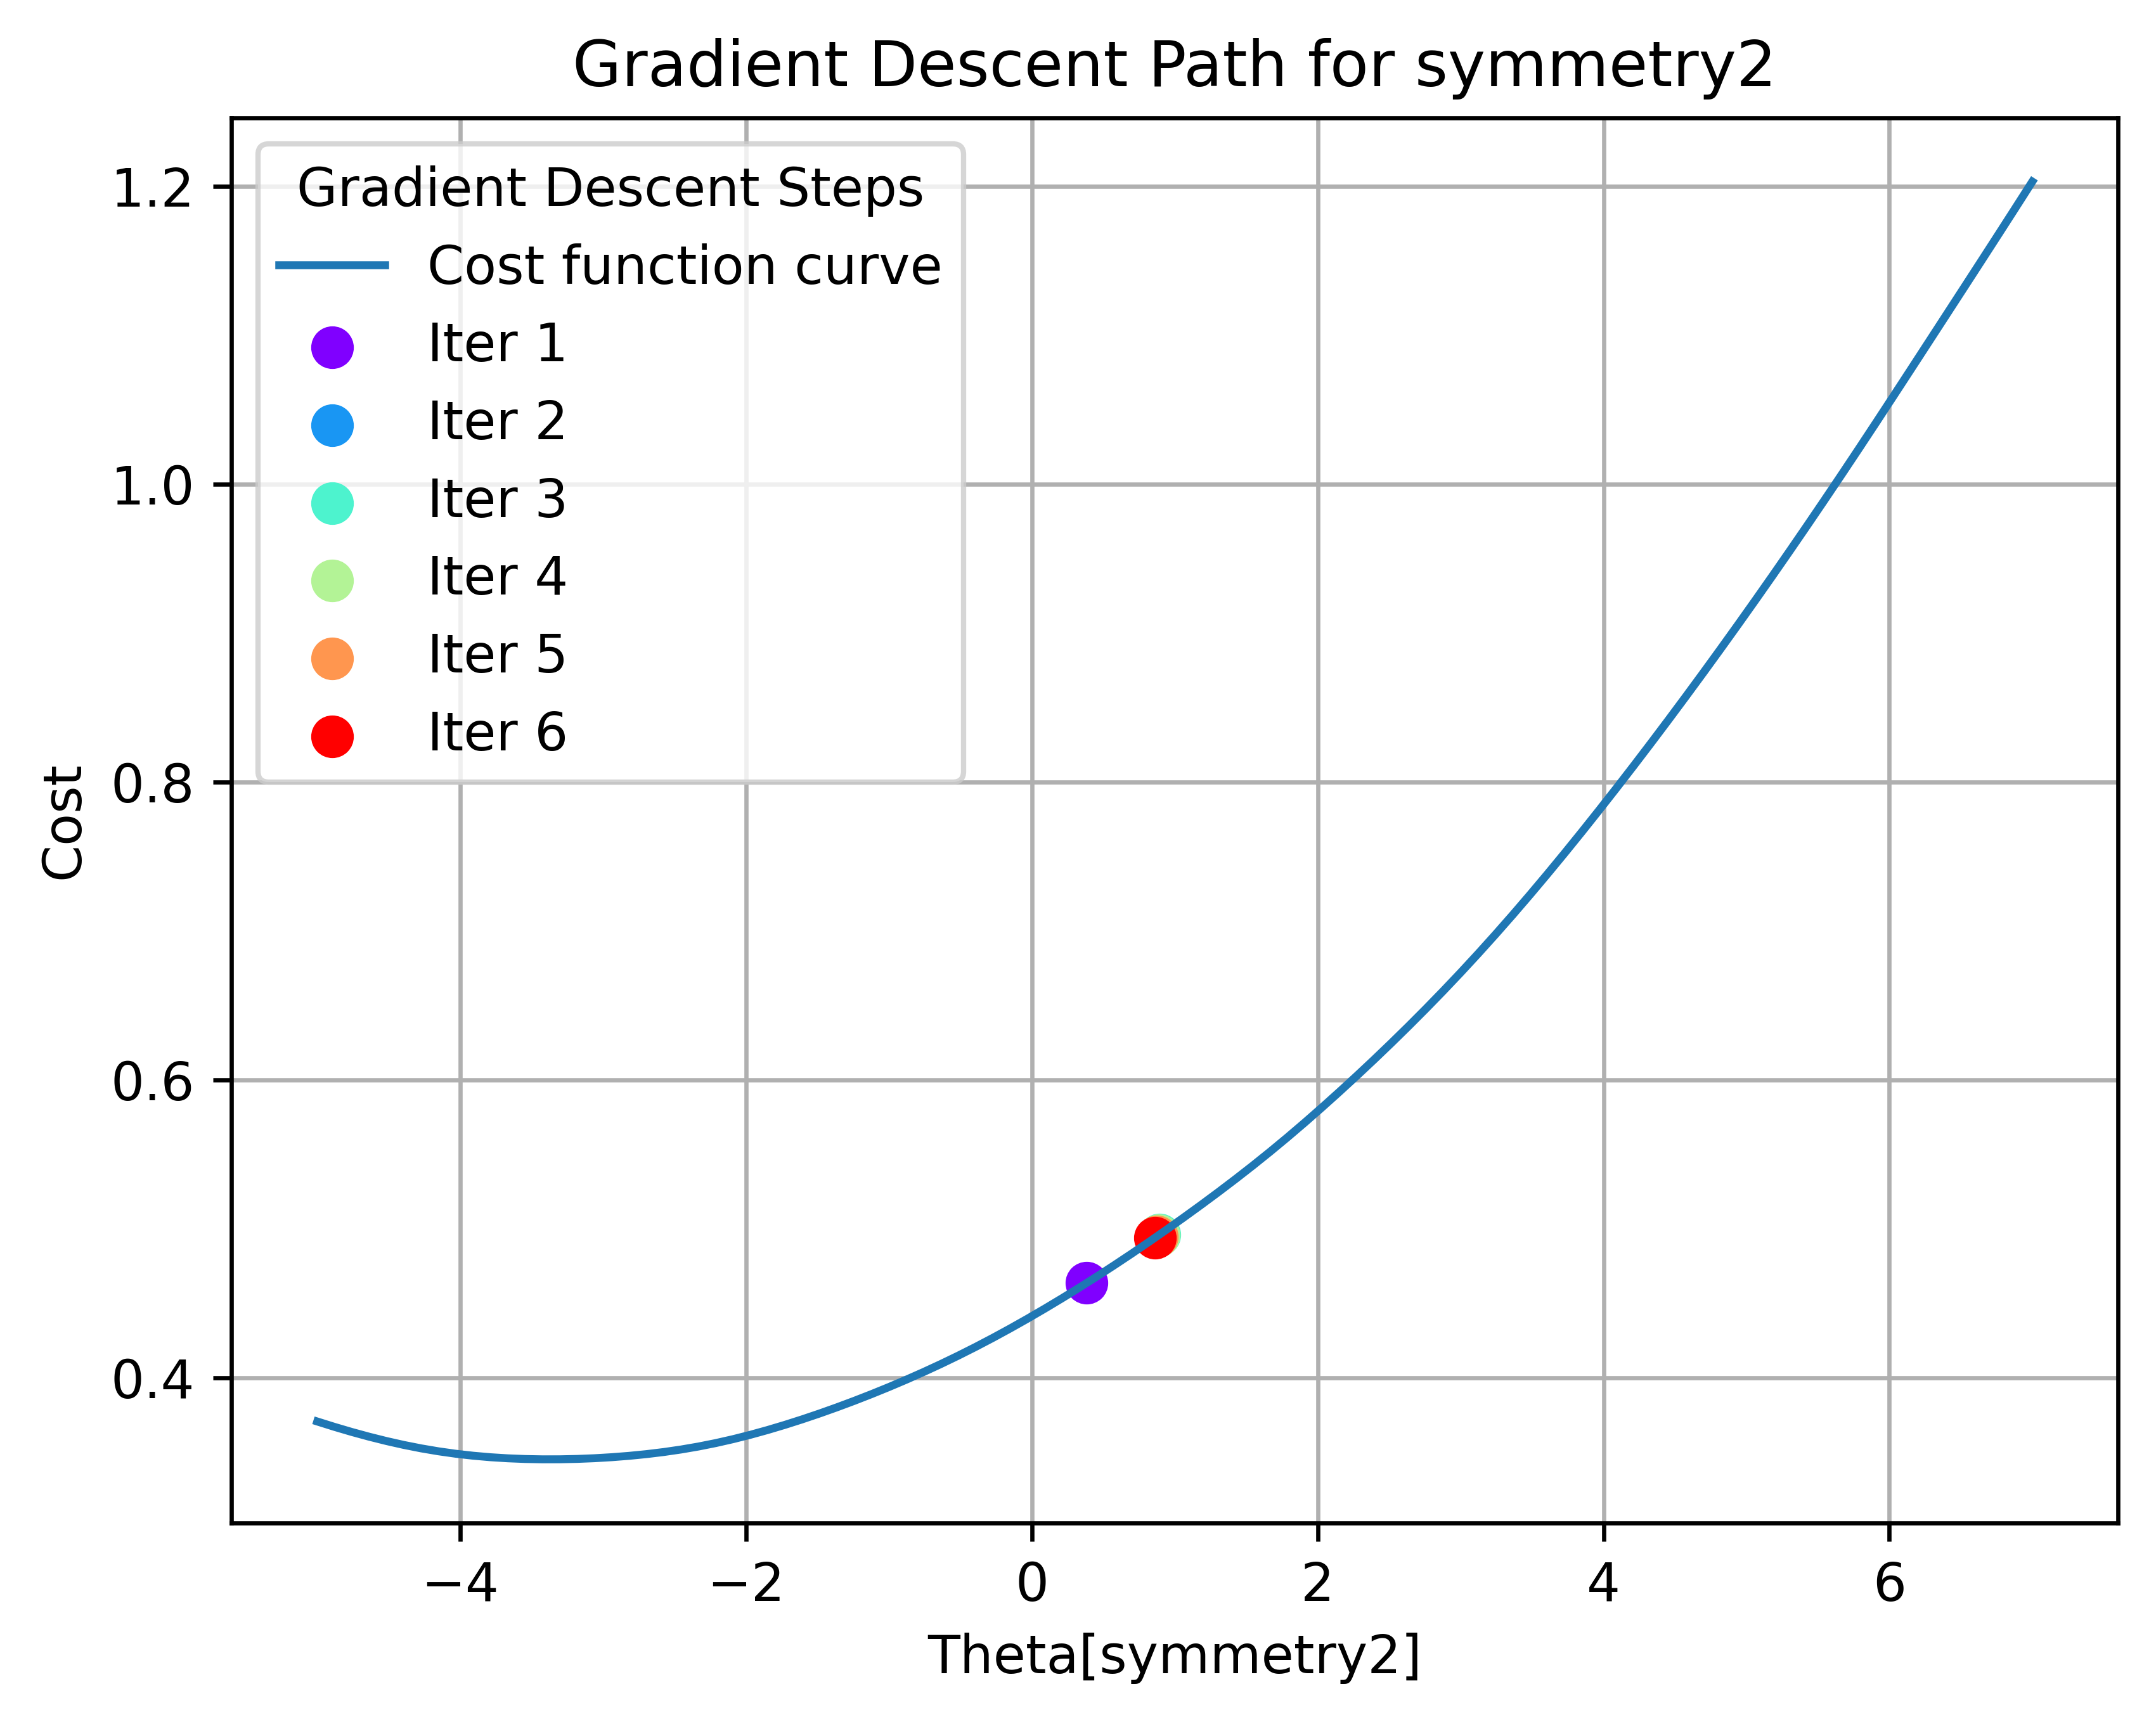 Gradient Descent Path for symmetry2
Gradient Descent Steps
Cost function curve
Iter 1
Iter 2
Iter 3
Iter 4
Iter 5
Iter 6
Cost
1.2
1.0
0.8
0.6
0.4
−4 −2 0 2 4 6
Theta[symmetry2]